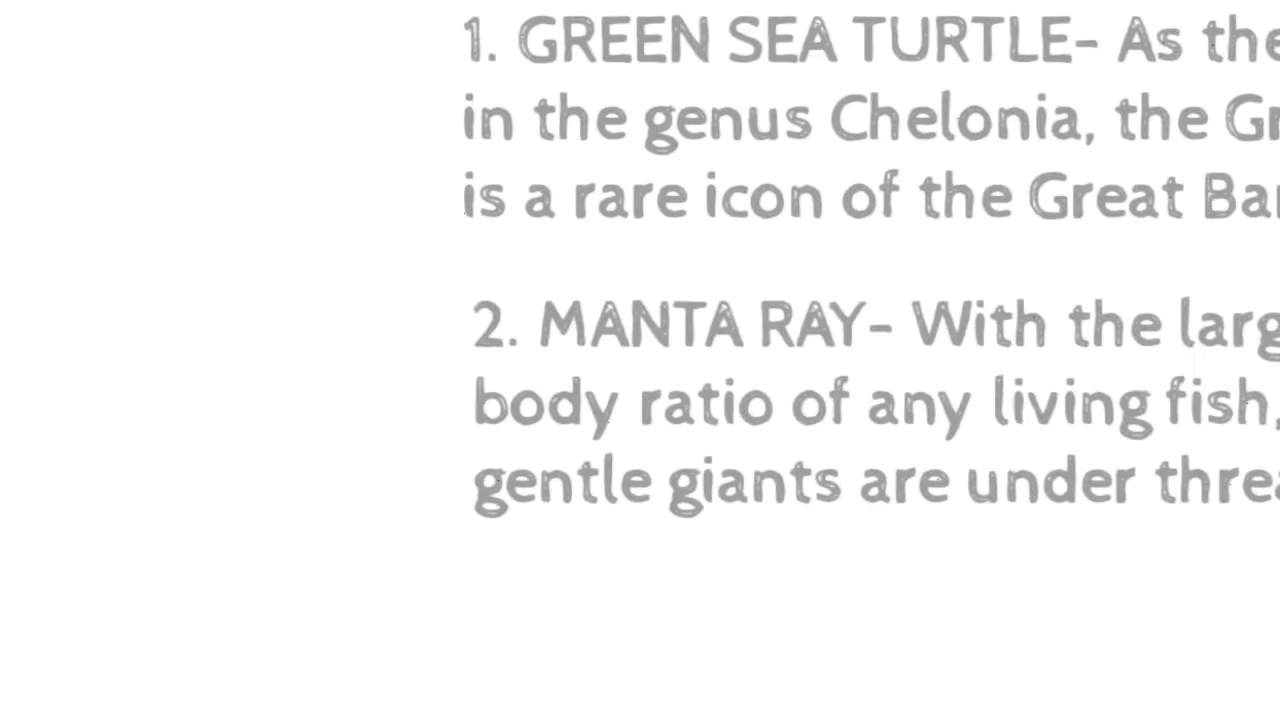 1. GREEN SEA TURTLE- As the
in the genus Chelonia, the
is a rare icon of the Great
2. MANTA RAY- With the
body ratio of any living fish,
gentle giants are under